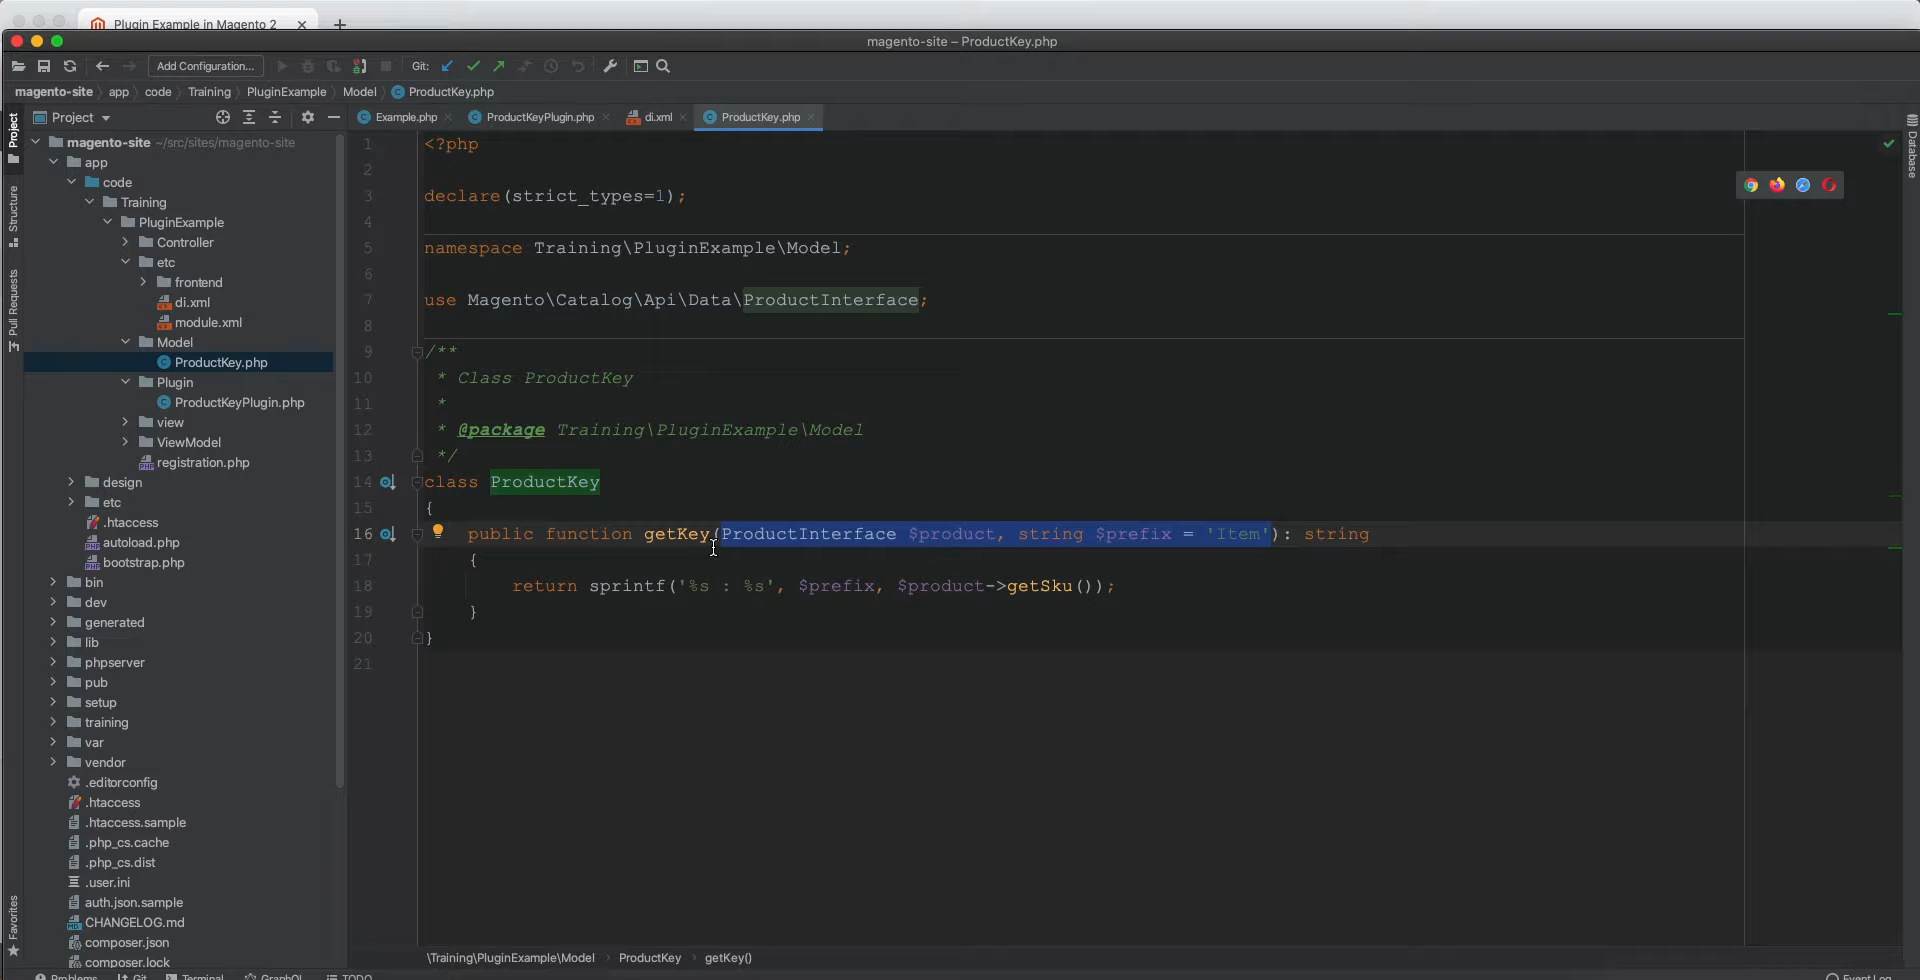 Plugin Example in Magento 2
magento-site – ProductKey.php
Add Configuration...
Git:
magento-site app code Training PluginExample Model ProductKey.php
Project
Example.php ProductKeyPlugin.php di.xml ProductKey.php
Project
Structure
Pull Requests
Favorites
Database
magento-site ~/src/sites/magento-site
app
code
Training
PluginExample
Controller
etc
frontend
di.xml
module.xml
Model
ProductKey.php
Plugin
ProductKeyPlugin.php
view
ViewModel
registration.php
design
etc
.htaccess
autoload.php
bootstrap.php
bin
dev
generated
lib
phpserver
pub
setup
training
var
vendor
.editorconfig
.htaccess
.htaccess.sample
.php_cs.cache
.php_cs.dist
.user.ini
auth.json.sample
CHANGELOG.md
composer.json
composer.lock
1 <?php
2
3 declare(strict_types=1);
4
5 namespace Training\PluginExample\Model;
6
7 use Magento\Catalog\Api\Data\ProductInterface;
8
9 /**
10 * Class ProductKey
11 *
12 * @package Training\PluginExample\Model
13 */
14 class ProductKey
15 {
16 public function getKey(ProductInterface $product, string $prefix = 'Item'): string
17 {
18 return sprintf('%s : %s', $prefix, $product->getSku());
19 }
20 }
21
\Training\PluginExample\Model ProductKey getKey()
Problems Git Terminal GraphQL TODO
Event Log